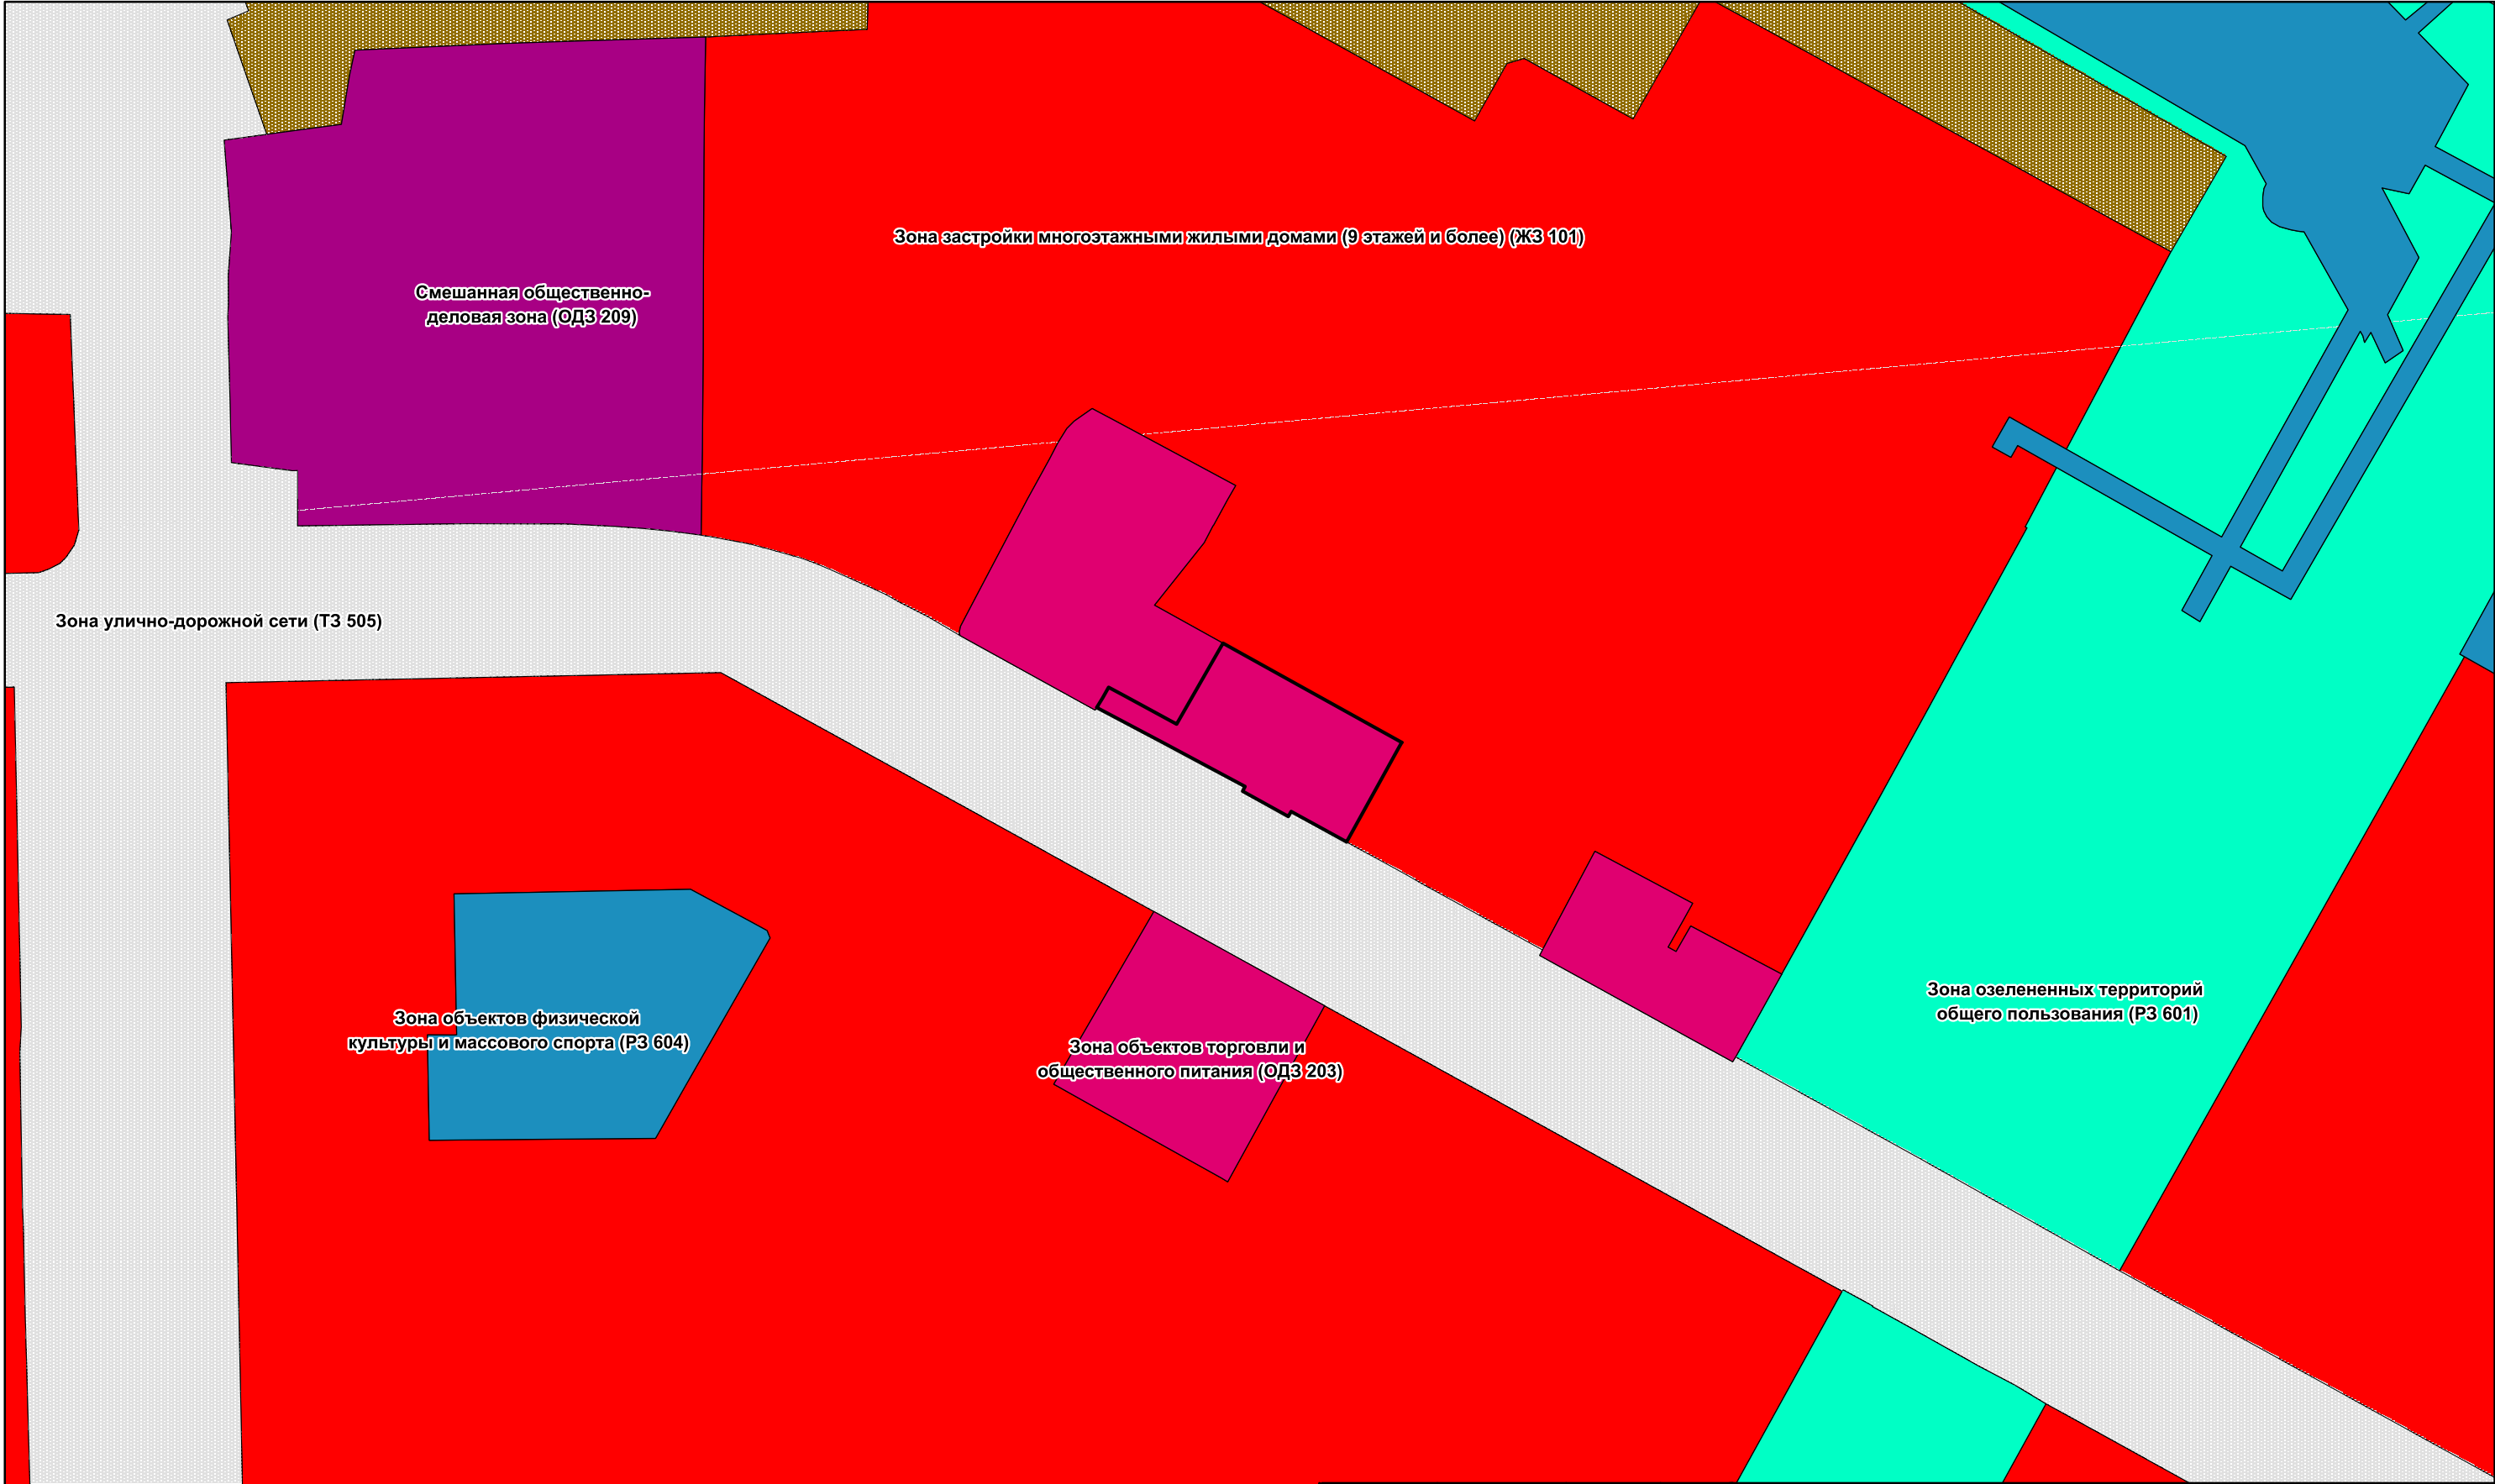 Зона застройки многоэтажными жилыми домами (9 этажей и более) (ЖЗ 101)
Смешанная общественно-
деловая зона (ОДЗ 209)
Зона улично-дорожной сети (ТЗ 505)
Зона объектов физической
культуры и массового спорта (РЗ 604)
Зона объектов торговли и
общественного питания (ОДЗ 203)
Зона озелененных территорий
общего пользования (РЗ 601)